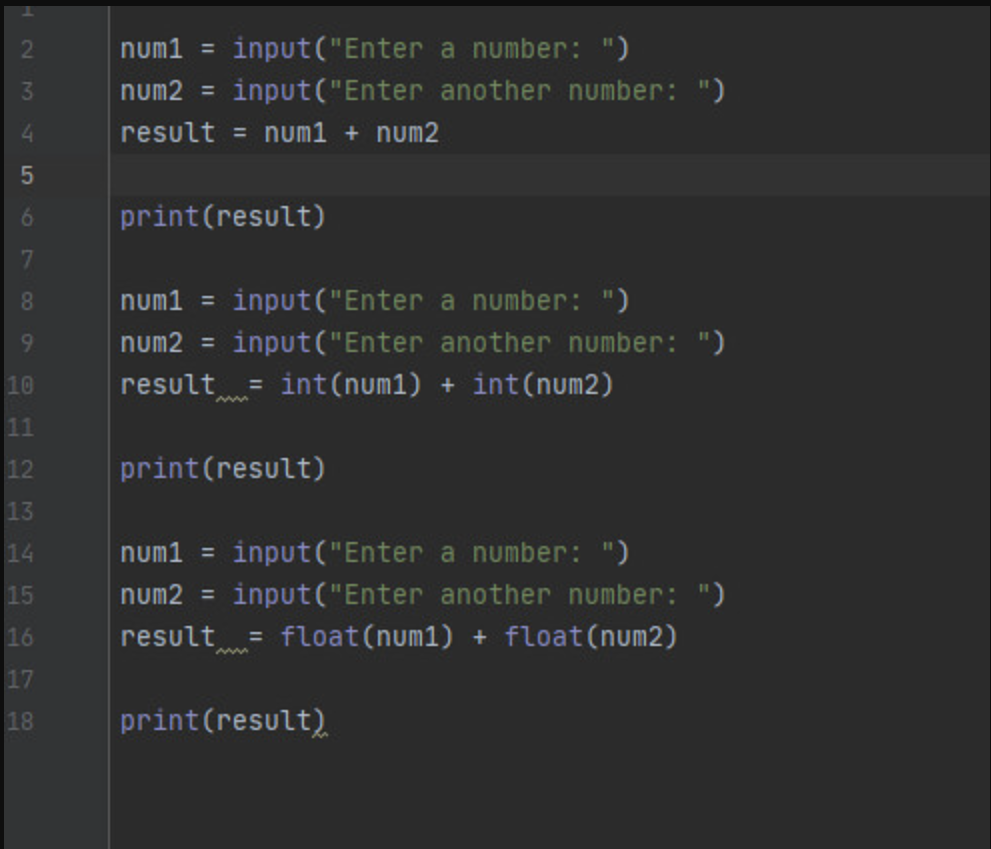 1
2 num1 = input("Enter a number: ")
3 num2 = input("Enter another number: ")
4 result = num1 + num2
5
6 print(result)
7
8 num1 = input("Enter a number: ")
9 num2 = input("Enter another number: ")
10 result  = int(num1) + int(num2)
11
12 print(result)
13
14 num1 = input("Enter a number: ")
15 num2 = input("Enter another number: ")
16 result  = float(num1) + float(num2)
17
18 print(result)